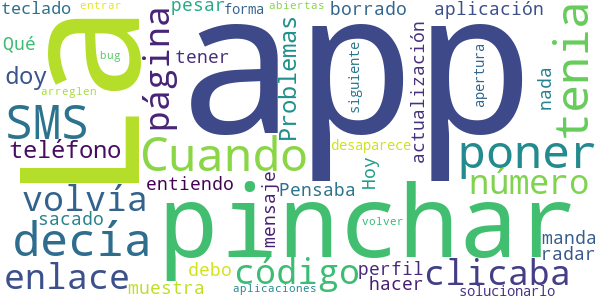 teclado
entrar
pesar
forma
abiertas
borrado
aplicación
Qué
La
bug
página
tener
Problemas
app
siguiente
actualización
apertura
nada
tenia
doy
arreglen
SMS
teléfono
Cuando
desaparece
poner
entiendo
mensaje
Pensaba
Hoy
número
volvía
sacado
pinchar
volver
decía
manda
radar
enlace
debo
código
perfil
clicaba
muestra
aplicaciones
hacer
solucionarlo